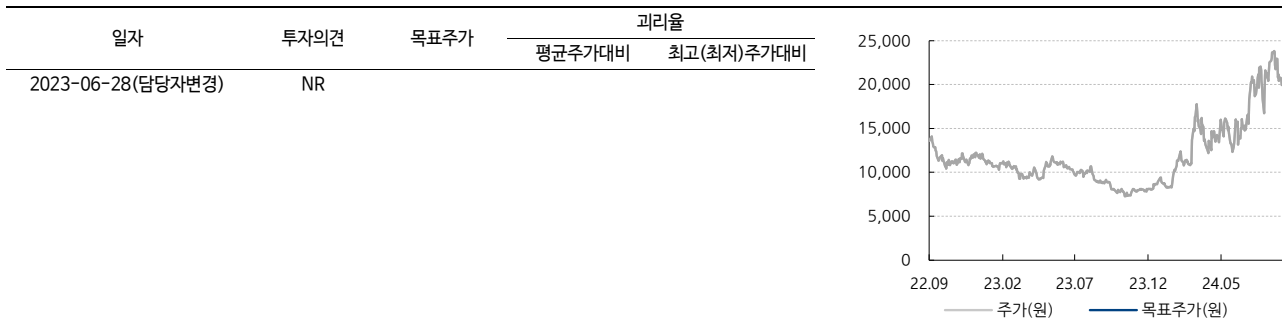 일자 투자의견 목표주가 괴리율
평균주가대비 최고(최저)주가대비
2023-06-28(담당자변경) NR
25,000
20,000
15,000
10,000
5,000
0
22.09 23.02 23.07 23.12 24.05
주가(원) 목표주가(원)